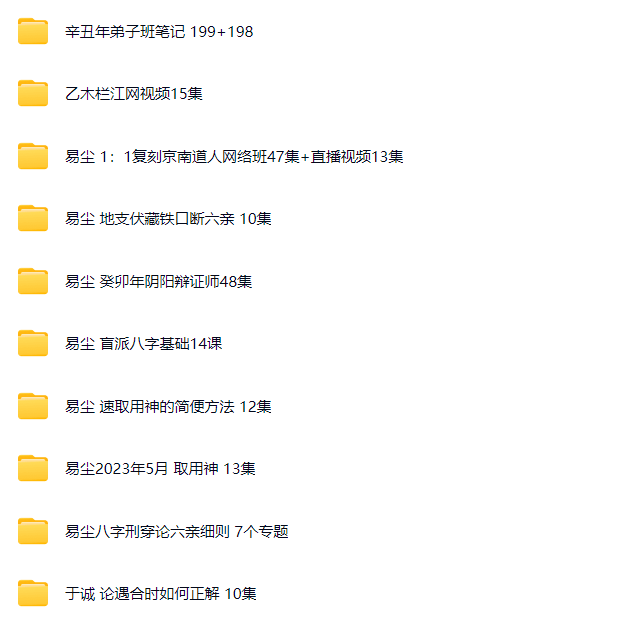 辛丑年弟子班笔记 199+198
乙木栏江网视频15集
易尘 1：1复刻京南道人网络班47集+直播视频13集
易尘 地支伏藏铁口断六亲 10集
易尘 癸卯年阴阳辩证师48集
易尘 盲派八字基础14课
易尘 速取用神的简便方法 12集
易尘2023年5月 取用神 13集
易尘八字刑穿论六亲细则 7个专题
于诚 论遇合时如何正解 10集